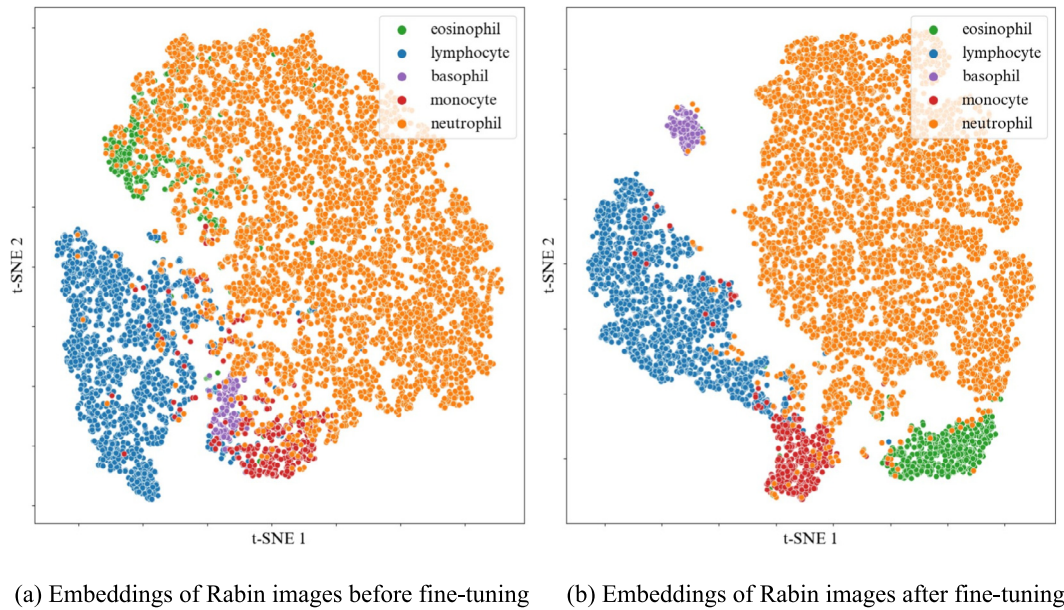 eosinophil
lymphocyte
basophil
monocyte
neutrophil
t-SNE 2
t-SNE 1
(a) Embeddings of Rabin images before fine-tuning
eosinophil
lymphocyte
basophil
monocyte
neutrophil
t-SNE 2
t-SNE 1
(b) Embeddings of Rabin images after fine-tuning